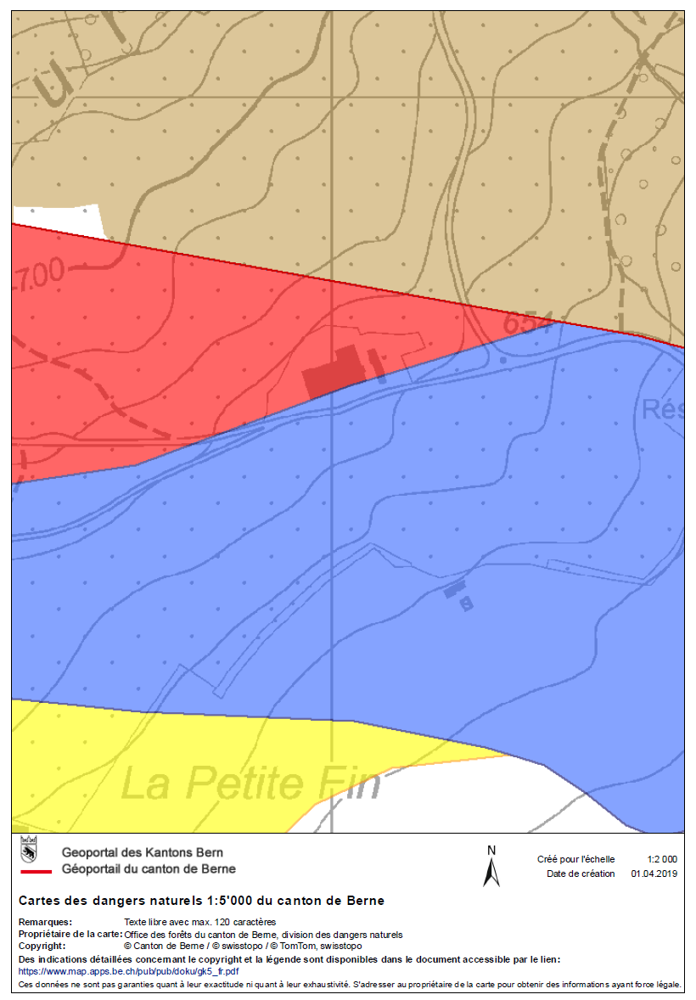 u r
700
654
Rés
La Petite Fin
Geoportal des Kantons Bern
Géoportail du canton de Berne
N
Créé pour l'échelle 1:2 000
Date de création 01.04.2019
Cartes des dangers naturels 1:5'000 du canton de Berne
Remarques: Texte libre avec max. 120 caractères
Propriétaire de la carte: Office des forêts du canton de Berne, division des dangers naturels
Copyright: © Canton de Berne / © swisstopo / © TomTom, swisstopo
Des indications détaillées concernant le copyright et la légende sont disponibles dans le document accessible par le lien:
https://www.map.apps.be.ch/pub/pub/doku/gk5_fr.pdf
Ces données ne sont pas garanties quant à leur exactitude ni quant à leur exhaustivité. S'adresser au propriétaire de la carte pour obtenir des informations ayant force légale.